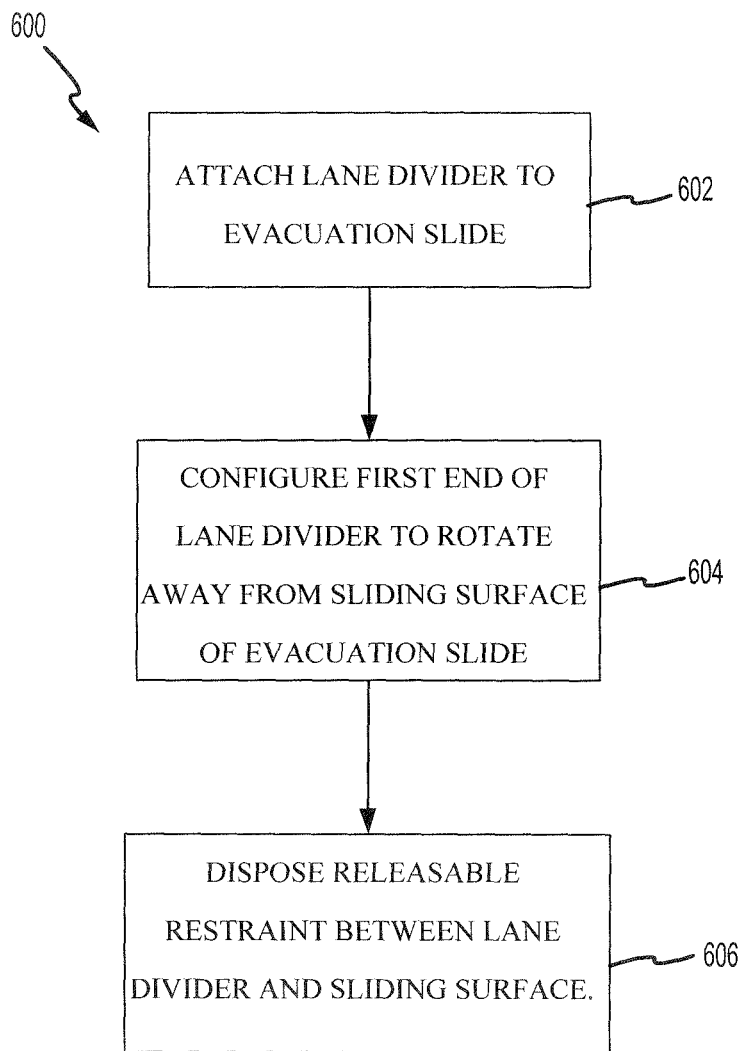 600
ATTACH LANE DIVIDER TO
EVACUATION SLIDE
602
CONFIGURE FIRST END OF
LANE DIVIDER TO ROTATE
AWAY FROM SLIDING SURFACE
OF EVACUATION SLIDE
604
DISPOSE RELEASABLE
RESTRAINT BETWEEN LANE
DIVIDER AND SLIDING SURFACE.
606